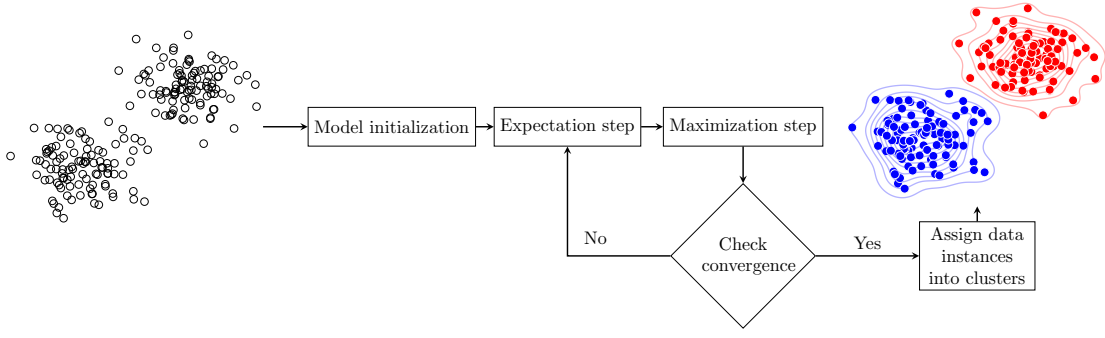 Model initialization
Expectation step
Maximization step
Check
convergence
No
Yes
Assign data
instances
into clusters